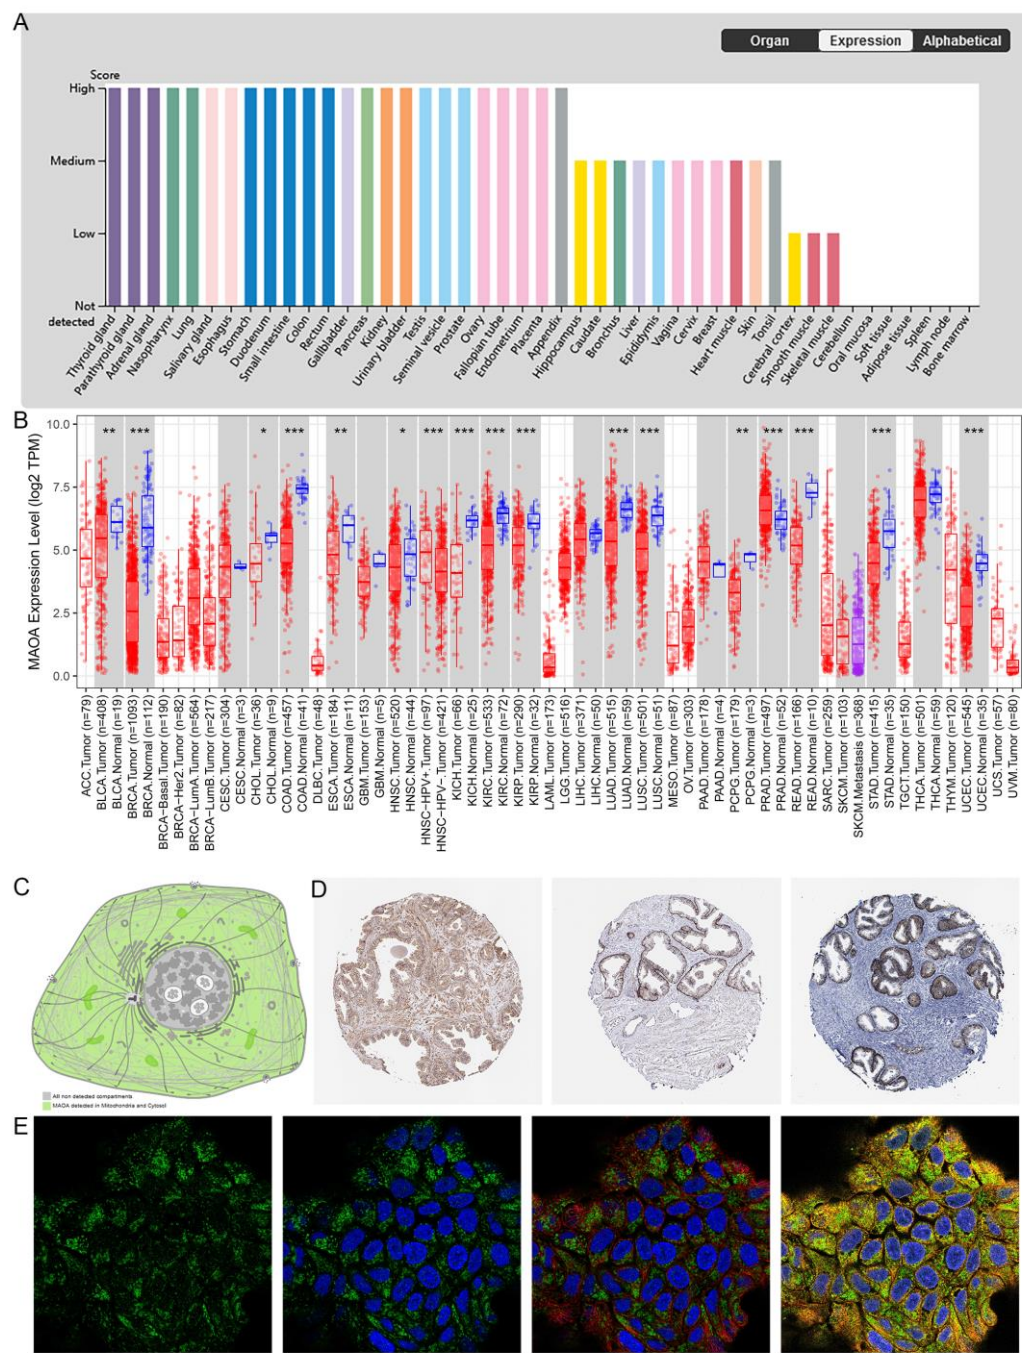 A
Organ Expression Alphabetical
Score
High
Medium
Low
Not
detected
Thyroid gland
Parathyroid gland
Adrenal gland
Nasopharynx
Lung
Salivary gland
Esophagus
Stomach
Duodenum
Small intestine
Colon
Rectum
Gallbladder
Pancreas
Kidney
Urinary bladder
Testis
Seminal vesicle
Prostate
Ovary
Fallopian tube
Endometrium
Placenta
Appendix
Hippocampus
Caudate
Bronchus
Liver
Epididymis
Vagina
Cervix
Breast
Heart muscle
Skin
Tonsil
Cerebral cortex
Smooth muscle
Skeletal muscle
Cerebellum
Oral mucosa
Soft tissue
Adipose tissue
Spleen
Lymph node
Bone marrow
B
MAOA Expression Level (log2 TPM)
10.0
7.5
5.0
2.5
0.0
** *** * *** ** * *** *** *** *** *** *** ** *** *** *** ***
ACC.Tumor (n=79)
BLCA.Tumor (n=408)
BLCA.Normal (n=19)
BRCA.Tumor (n=1093)
BRCA.Normal (n=112)
BRCA-Basal.Tumor (n=190)
BRCA-Her2.Tumor (n=82)
BRCA-LumA.Tumor (n=564)
BRCA-LumB.Tumor (n=217)
CESC.Tumor (n=304)
CESC.Normal (n=3)
CHOL.Tumor (n=36)
CHOL.Normal (n=9)
COAD.Tumor (n=457)
COAD.Normal (n=41)
DLBC.Tumor (n=48)
ESCA.Tumor (n=184)
ESCA.Normal (n=11)
GBM.Tumor (n=153)
GBM.Normal (n=5)
HNSC.Tumor (n=520)
HNSC.Normal (n=44)
HNSC-HPV+.Tumor (n=97)
HNSC-HPV-.Tumor (n=421)
KICH.Tumor (n=66)
KICH.Normal (n=25)
KIRC.Tumor (n=533)
KIRC.Normal (n=72)
KIRP.Tumor (n=290)
KIRP.Normal (n=32)
LAML.Tumor (n=173)
LGG.Tumor (n=516)
LIHC.Tumor (n=371)
LIHC.Normal (n=50)
LUAD.Tumor (n=515)
LUAD.Normal (n=59)
LUSC.Tumor (n=501)
LUSC.Normal (n=51)
MESO.Tumor (n=87)
OV.Tumor (n=303)
PAAD.Tumor (n=178)
PAAD.Normal (n=4)
PCPG.Tumor (n=179)
PCPG.Normal (n=3)
PRAD.Tumor (n=497)
PRAD.Normal (n=52)
READ.Tumor (n=166)
READ.Normal (n=10)
SARC.Tumor (n=259)
SKCM.Tumor (n=103)
SKCM.Metastasis (n=368)
STAD.Tumor (n=415)
STAD.Normal (n=35)
TGCT.Tumor (n=150)
THCA.Tumor (n=501)
THCA.Normal (n=59)
THYM.Tumor (n=120)
UCEC.Tumor (n=545)
UCEC.Normal (n=35)
UCS.Tumor (n=57)
UVM.Tumor (n=80)
C
MAOA detected in Mitochondria and Cytosol
D
E